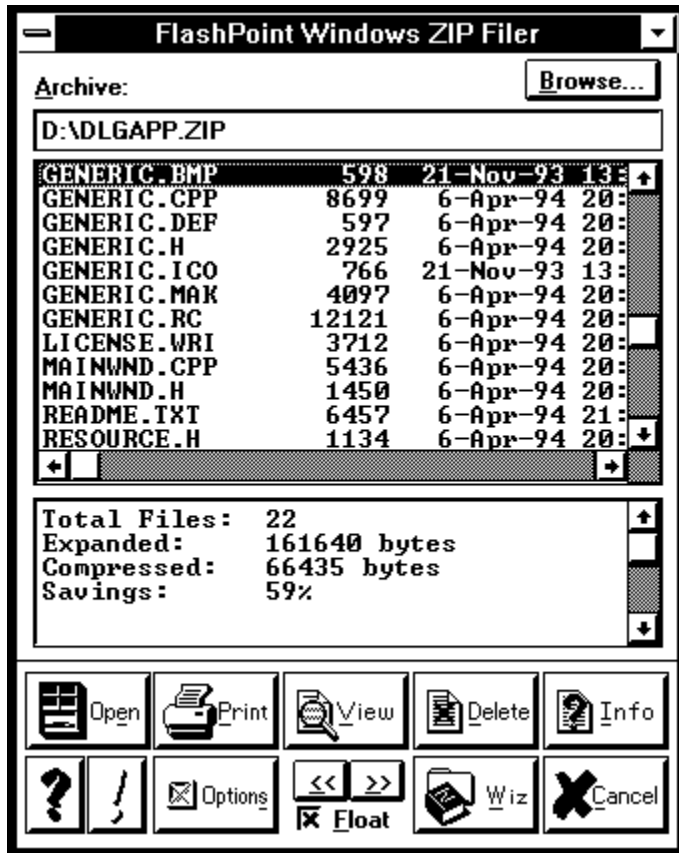 FlashPoint Windows ZIP Filer
Archive:
Browse...
D:\DLGAPP.ZIP
GENERIC.BMP 598 21-Nov-93 13:
GENERIC.CPP 8699 6-Apr-94 20:
GENERIC.DEF 597 6-Apr-94 20:
GENERIC.H 2925 6-Apr-94 20:
GENERIC.ICO 766 21-Nov-93 13:
GENERIC.MAK 4097 6-Apr-94 20:
GENERIC.RC 12121 6-Apr-94 20:
LICENSE.WRI 3712 6-Apr-94 20:
MAINWND.CPP 5436 6-Apr-94 20:
MAINWND.H 1450 6-Apr-94 20:
README.TXT 6457 6-Apr-94 21:
RESOURCE.H 1134 6-Apr-94 20:
Total Files: 22
Expanded: 161640 bytes
Compressed: 66435 bytes
Savings: 59%
Open Print View Delete Info
? ! Options << >> Wiz Cancel
Float